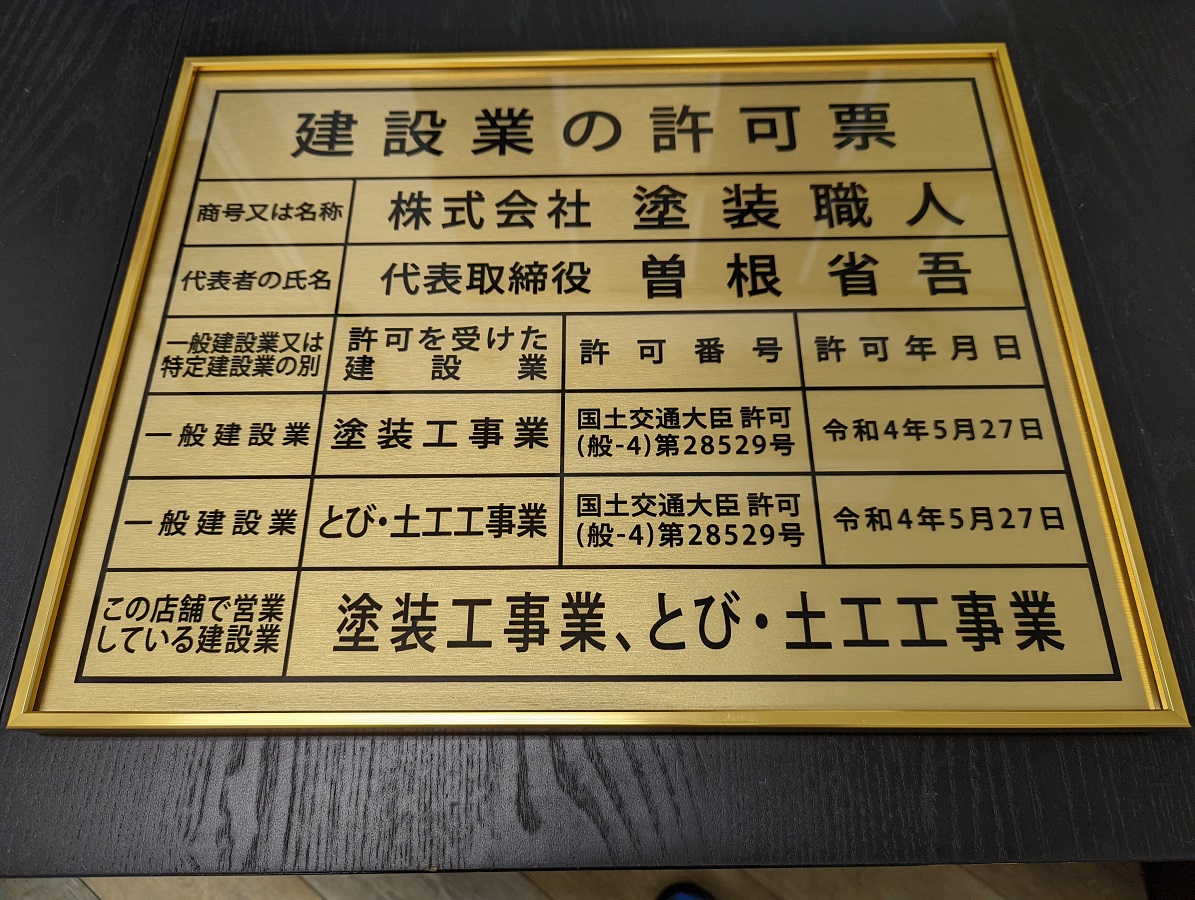 建設業の許可票
商号又は名称 株式会社 塗装職人
代表者の氏名 代表取締役 曽根省吾
一般建設業又は
特定建設業の別
許可を受けた
建設業
許可番号
許可年月日
一般建設業
塗装工事業
国土交通大臣 許可
(般-4)第28529号
令和4年5月27日
一般建設業
とび・土工工事業
国土交通大臣 許可
(般-4)第28529号
令和4年5月27日
この店舗で営業
している建設業
塗装工事業、とび・土工工事業